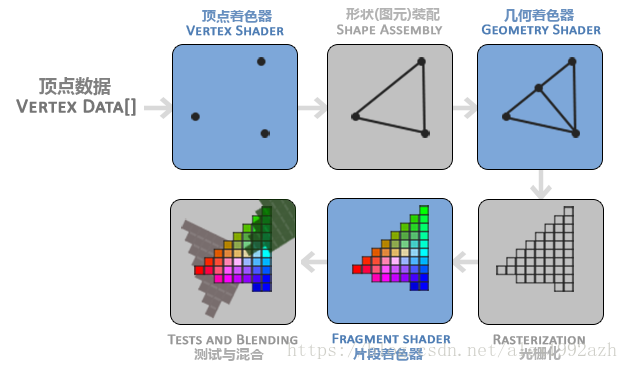 顶点着色器
VERTEX SHADER
形状(图元)装配
SHAPE ASSEMBLY
几何着色器
GEOMETRY SHADER
顶点数据
VERTEX DATA[]
TESTS AND BLENDING
测试与混合
FRAGMENT SHADER
片段着色器
RASTERIZATION
光栅化